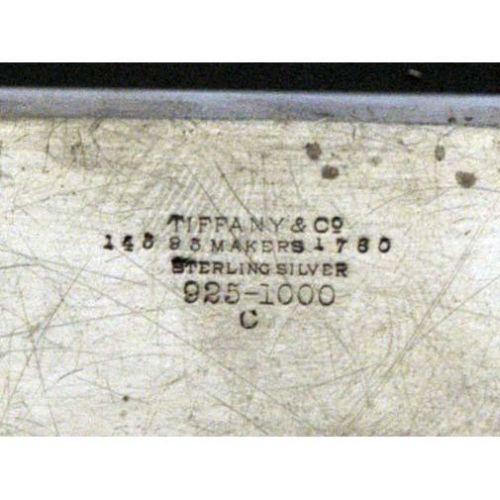 TIFFANY & Cº
14593 MAKERS 1760
STERLING SILVER
925-1000
C